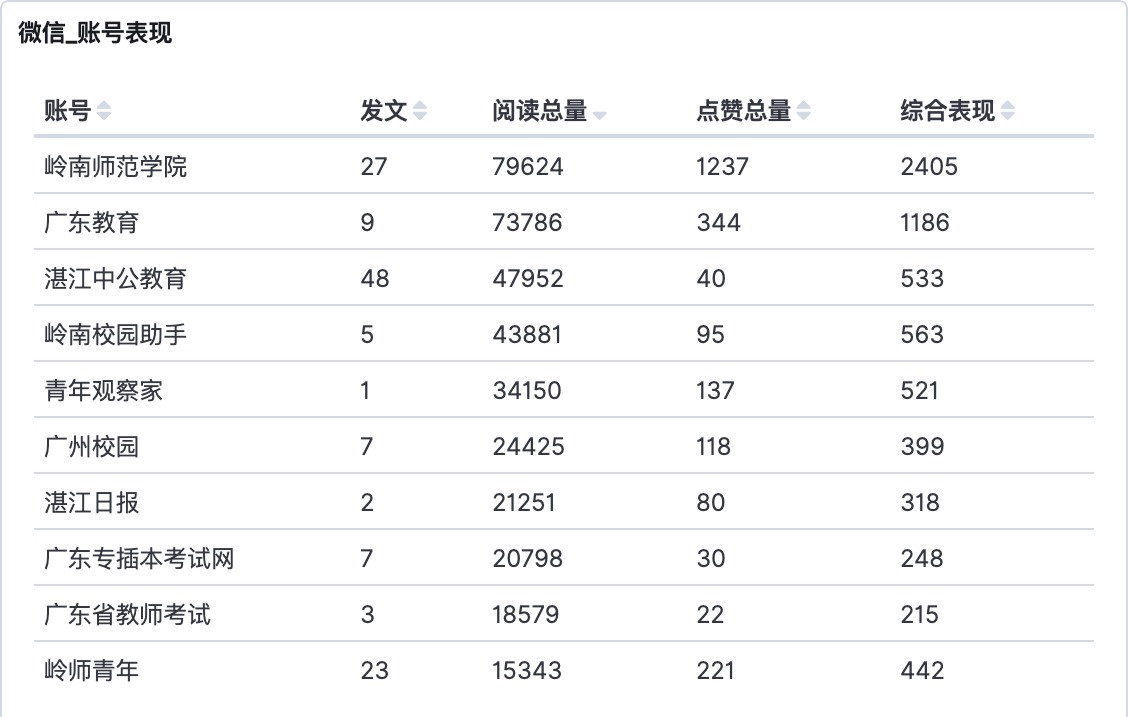 微信_账号表现
账号 发文 阅读总量 点赞总量 综合表现
岭南师范学院 27 79624 1237 2405
广东教育 9 73786 344 1186
湛江中公教育 48 47952 40 533
岭南校园助手 5 43881 95 563
青年观察家 1 34150 137 521
广州校园 7 24425 118 399
湛江日报 2 21251 80 318
广东专插本考试网 7 20798 30 248
广东省教师考试 3 18579 22 215
岭师青年 23 15343 221 442